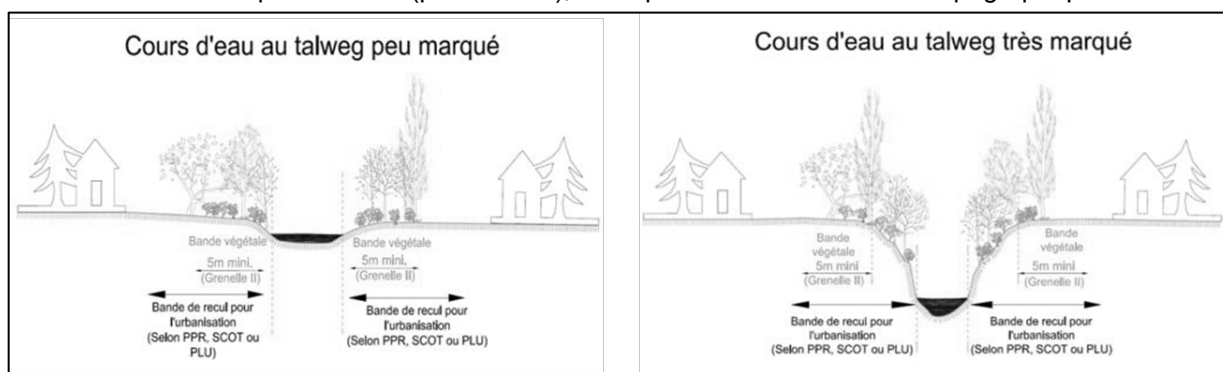 Cours d'eau au talweg peu marqué
Bande végétale
5m mini.
(Grenelle II)
Bande végétale
5m mini.
(Grenelle II)
Bande de recul pour
l'urbanisation
(Selon PPR, SCOT ou
PLU)
Bande de recul pour
l'urbanisation
(Selon PPR, SCOT ou PLU)
Cours d'eau au talweg très marqué
Bande
végétale
5m mini
(Grenelle II)
Bande
végétale
5m mini
(Grenelle II)
Bande de recul pour
l'urbanisation
(Selon PPR, SCOT ou PLU)
Bande de recul pour
l'urbanisation
(Selon PPR, SCOT ou PLU)